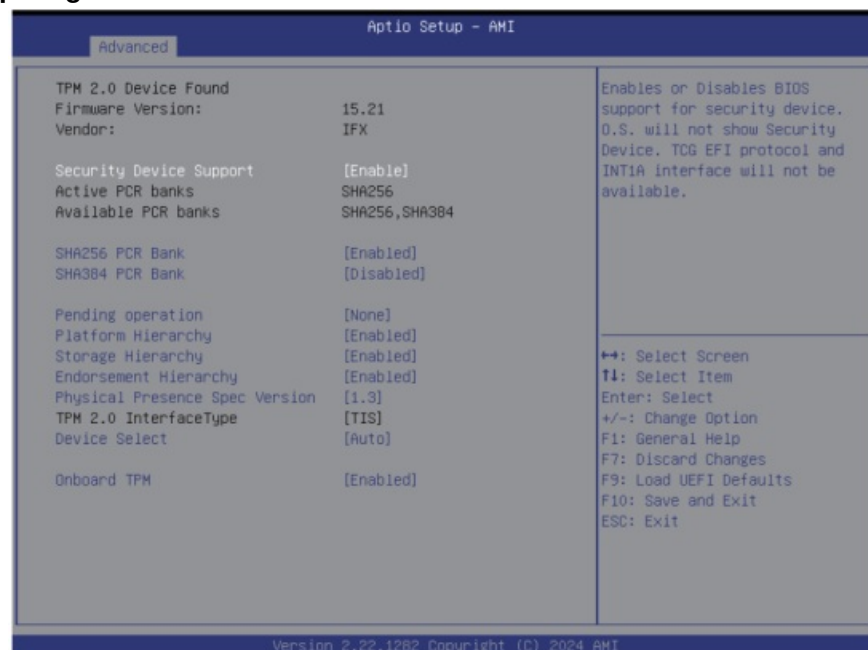 Aptio Setup - AMI
Advanced
TPM 2.0 Device Found
Firmware Version: 15.21
Vendor: IFX
Security Device Support [Enable]
Active PCR banks SHA256
Available PCR banks SHA256,SHA384
SHA256 PCR Bank [Enabled]
SHA384 PCR Bank [Disabled]
Pending operation [None]
Platform Hierarchy [Enabled]
Storage Hierarchy [Enabled]
Endorsement Hierarchy [Enabled]
Physical Presence Spec Version [1.3]
TPM 2.0 InterfaceType [TIS]
Device Select [Auto]
Onboard TPM [Enabled]
Enables or Disables BIOS
support for security device.
O.S. will not show Security
Device. TCG EFI protocol and
INT1A interface will not be
available.
↔: Select Screen
↑↓: Select Item
Enter: Select
+/-: Change Option
F1: General Help
F7: Discard Changes
F9: Load UEFI Defaults
F10: Save and Exit
ESC: Exit
Version 2.22.1282 Copyright (C) 2024 AMI